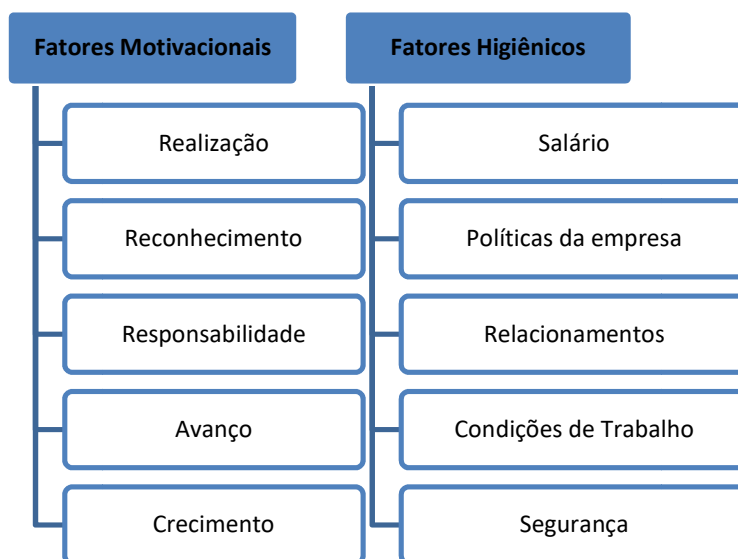 Fatores Motivacionais
Realização
Reconhecimento
Responsabilidade
Avanço
Crecimento
Fatores Higiênicos
Salário
Políticas da empresa
Relacionamentos
Condições de Trabalho
Segurança